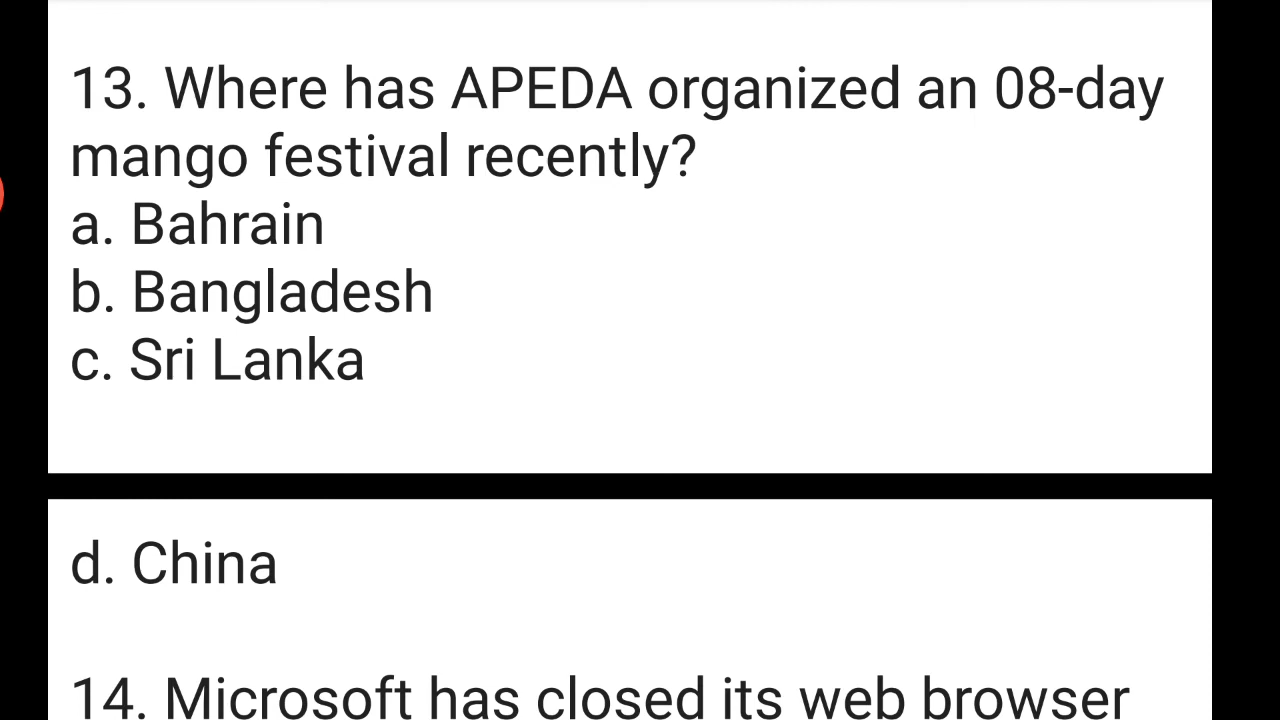 13. Where has APEDA organized an 08-day
mango festival recently?
a. Bahrain
b. Bangladesh
c. Sri Lanka
d. China
14. Microsoft has closed its web browser